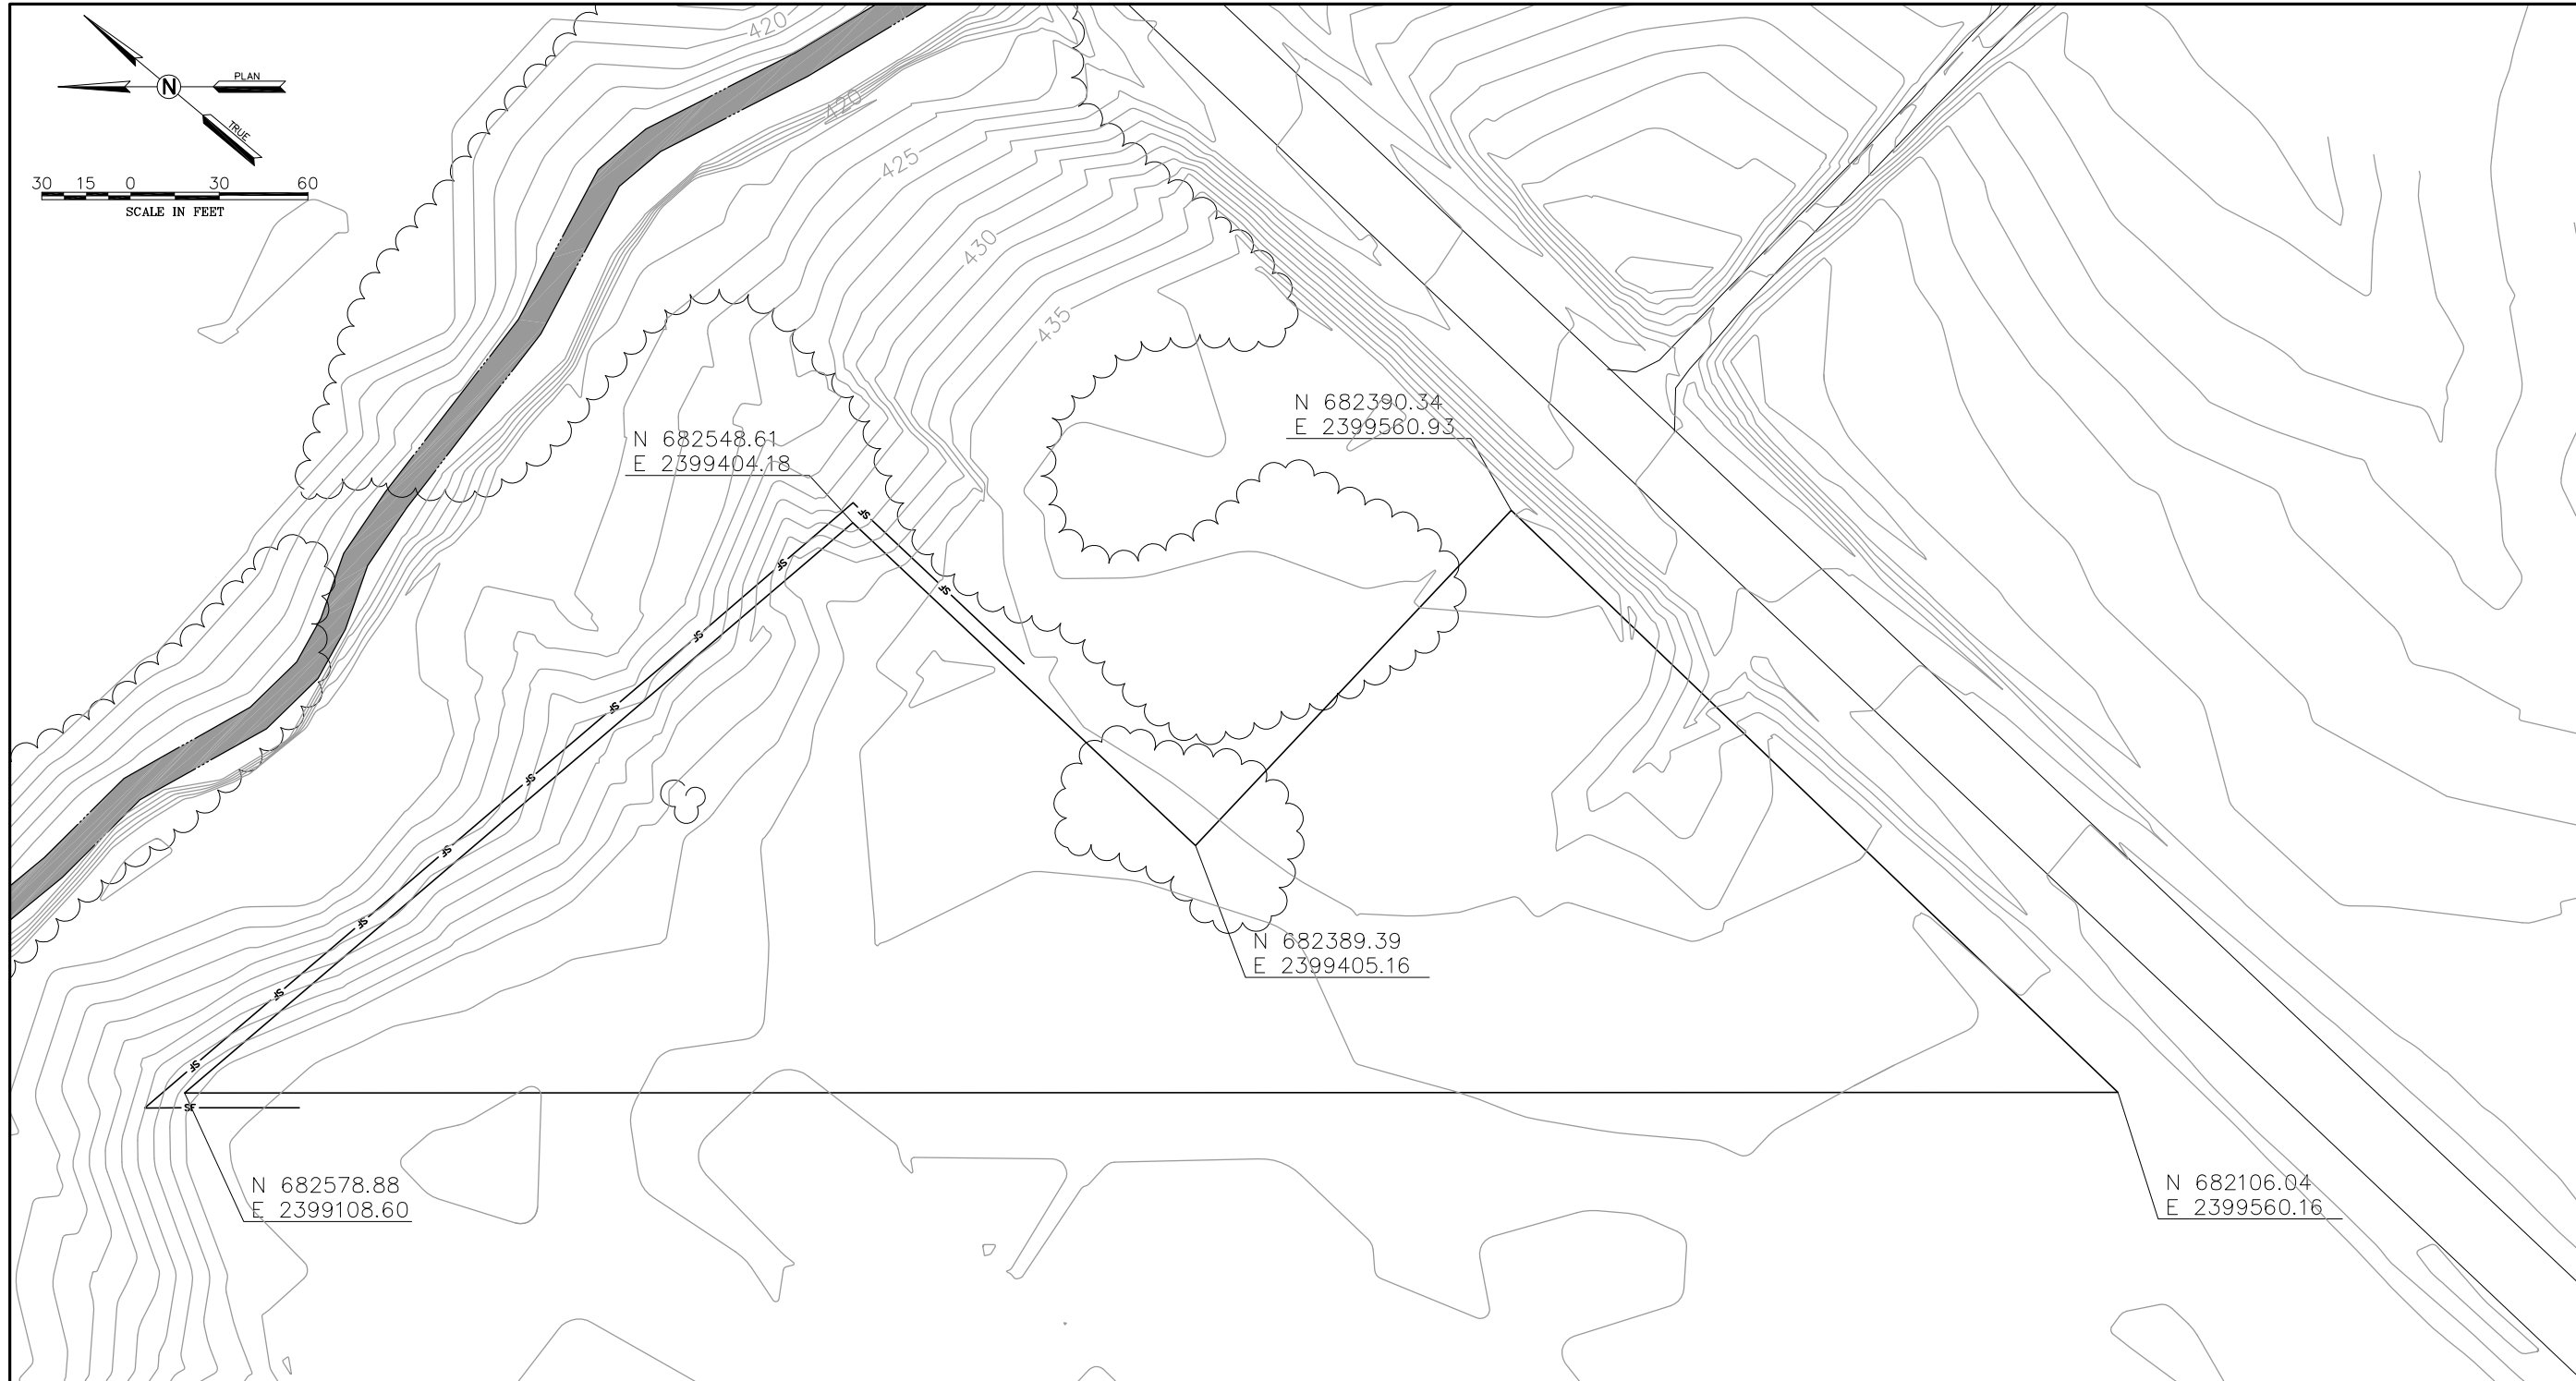 420
PLAN
N
420
TRUE
425
30 15 0 30 60
SCALE IN FEET
430
435
N 682390.34
E 2399560.93
N 682548.61
E 2399404.18
SF
SF
SF
SF
SF
SF
SF
SF
SF
N 682389.39
E 2399405.16
SF
SF
SF
N 682578.88
E 2399108.60
N 682106.04
E 2399560.16